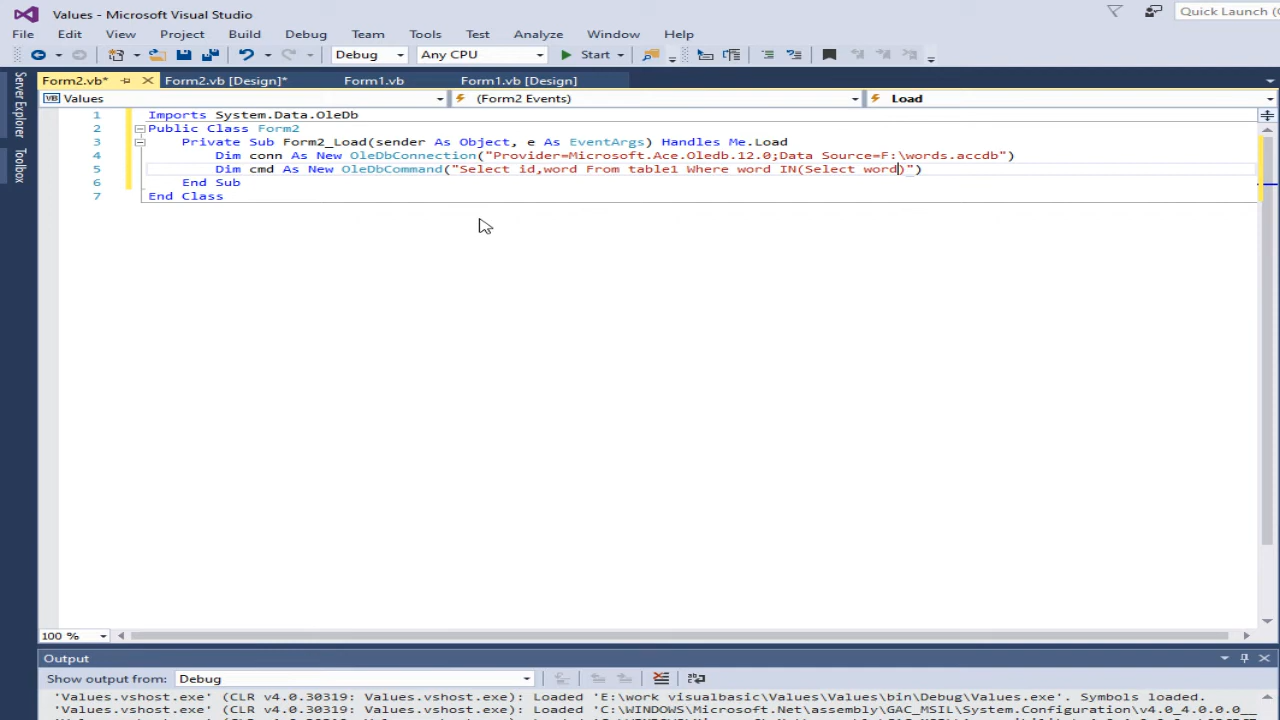 Values - Microsoft Visual Studio
Quick Launch (
File Edit View Project Build Debug Team Tools Test Analyze Window Help
Debug Any CPU Start
Server Explorer
Toolbox
Form2.vb* Form2.vb [Design]* Form1.vb Form1.vb [Design]
Values (Form2 Events) Load
1 Imports System.Data.OleDb
2 Public Class Form2
3 Private Sub Form2_Load(sender As Object, e As EventArgs) Handles Me.Load
4 Dim conn As New OleDbConnection("Provider=Microsoft.Ace.Oledb.12.0;Data Source=F:\words.accdb")
5 Dim cmd As New OleDbCommand("Select id,word From table1 Where word IN(Select word)")
6 End Sub
7 End Class
100 %
Output
Show output from: Debug
'Values.vshost.exe' (CLR v4.0.30319: Values.vshost.exe): Loaded 'E:\work visualbasic\Values\Values\bin\Debug\Values.exe'. Symbols loaded.
'Values.vshost.exe' (CLR v4.0.30319: Values.vshost.exe): Loaded 'C:\WINDOWS\Microsoft.Net\assembly\GAC_MSIL\System.Configuration\v4.0_4.0.0.0__